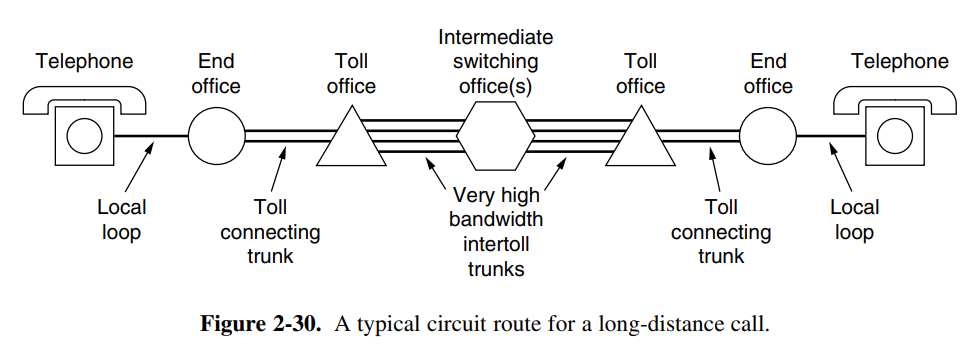 Telephone
End
office
Toll
office
Intermediate
switching
office(s)
Toll
office
End
office
Telephone
Local
loop
Toll
connecting
trunk
Very high
bandwidth
intertoll
trunks
Toll
connecting
trunk
Local
loop
Figure 2-30. A typical circuit route for a long-distance call.